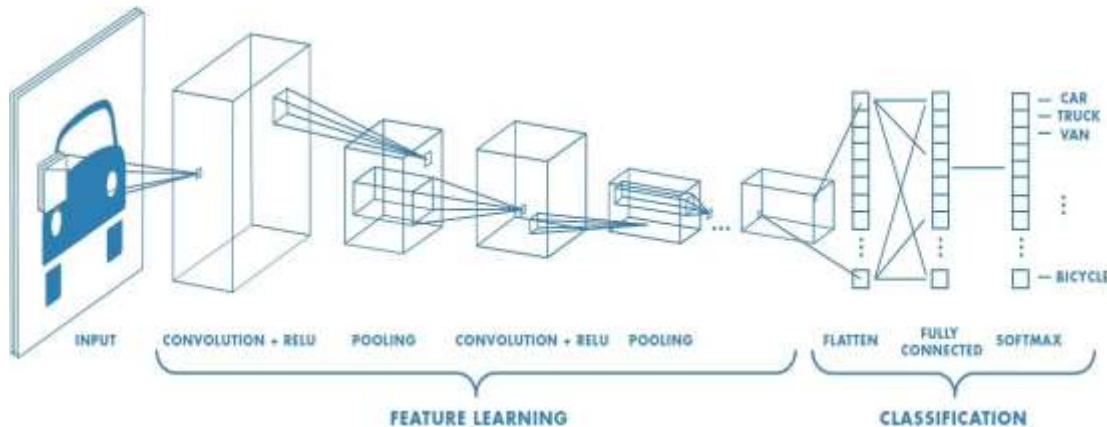 CAR
TRUCK
VAN
BICYCLE
INPUT
CONVOLUTION + RELU
POOLING
CONVOLUTION + RELU
POOLING
FLATTEN
FULLY
CONNECTED
SOFTMAX
FEATURE LEARNING
CLASSIFICATION